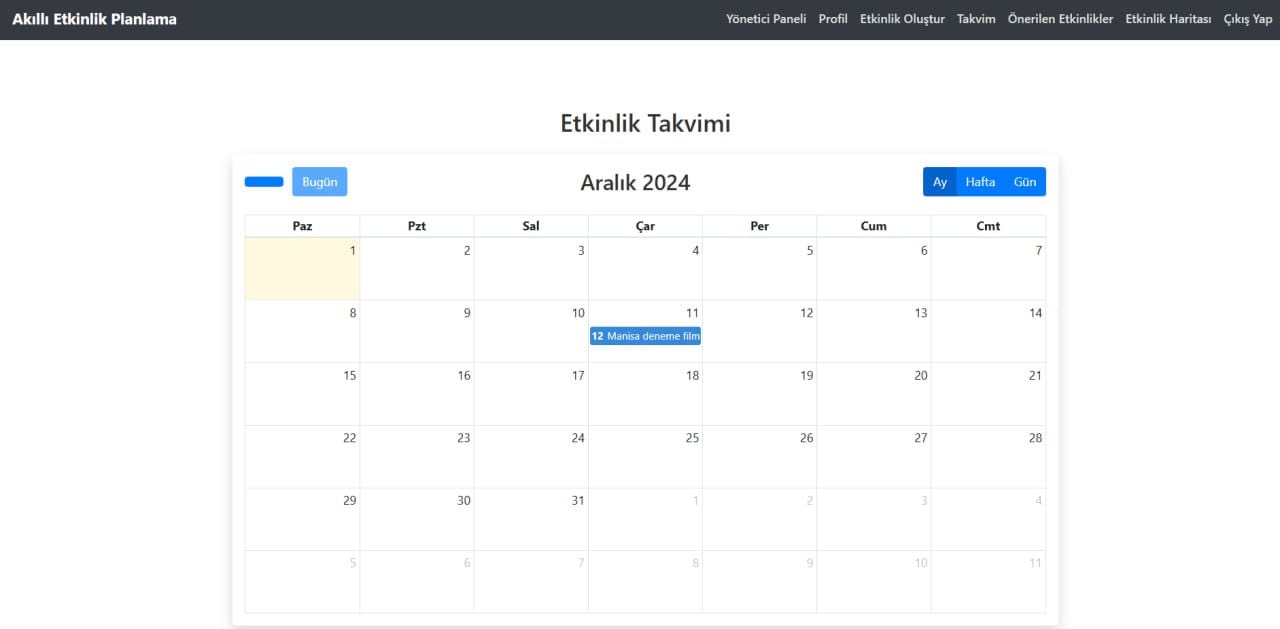 Akıllı Etkinlik Planlama Yönetici Paneli Profil Etkinlik Oluştur Takvim Önerilen Etkinlikler Etkinlik Haritası Çıkış Yap
Etkinlik Takvimi
Bugün Aralık 2024 Ay Hafta Gün
Paz Pzt Sal Çar Per Cum Cmt
1 2 3 4 5 6 7
8 9 10 11 12 13 14
12 Manisa deneme film
15 16 17 18 19 20 21
22 23 24 25 26 27 28
29 30 31 1 2 3 4
5 6 7 8 9 10 11